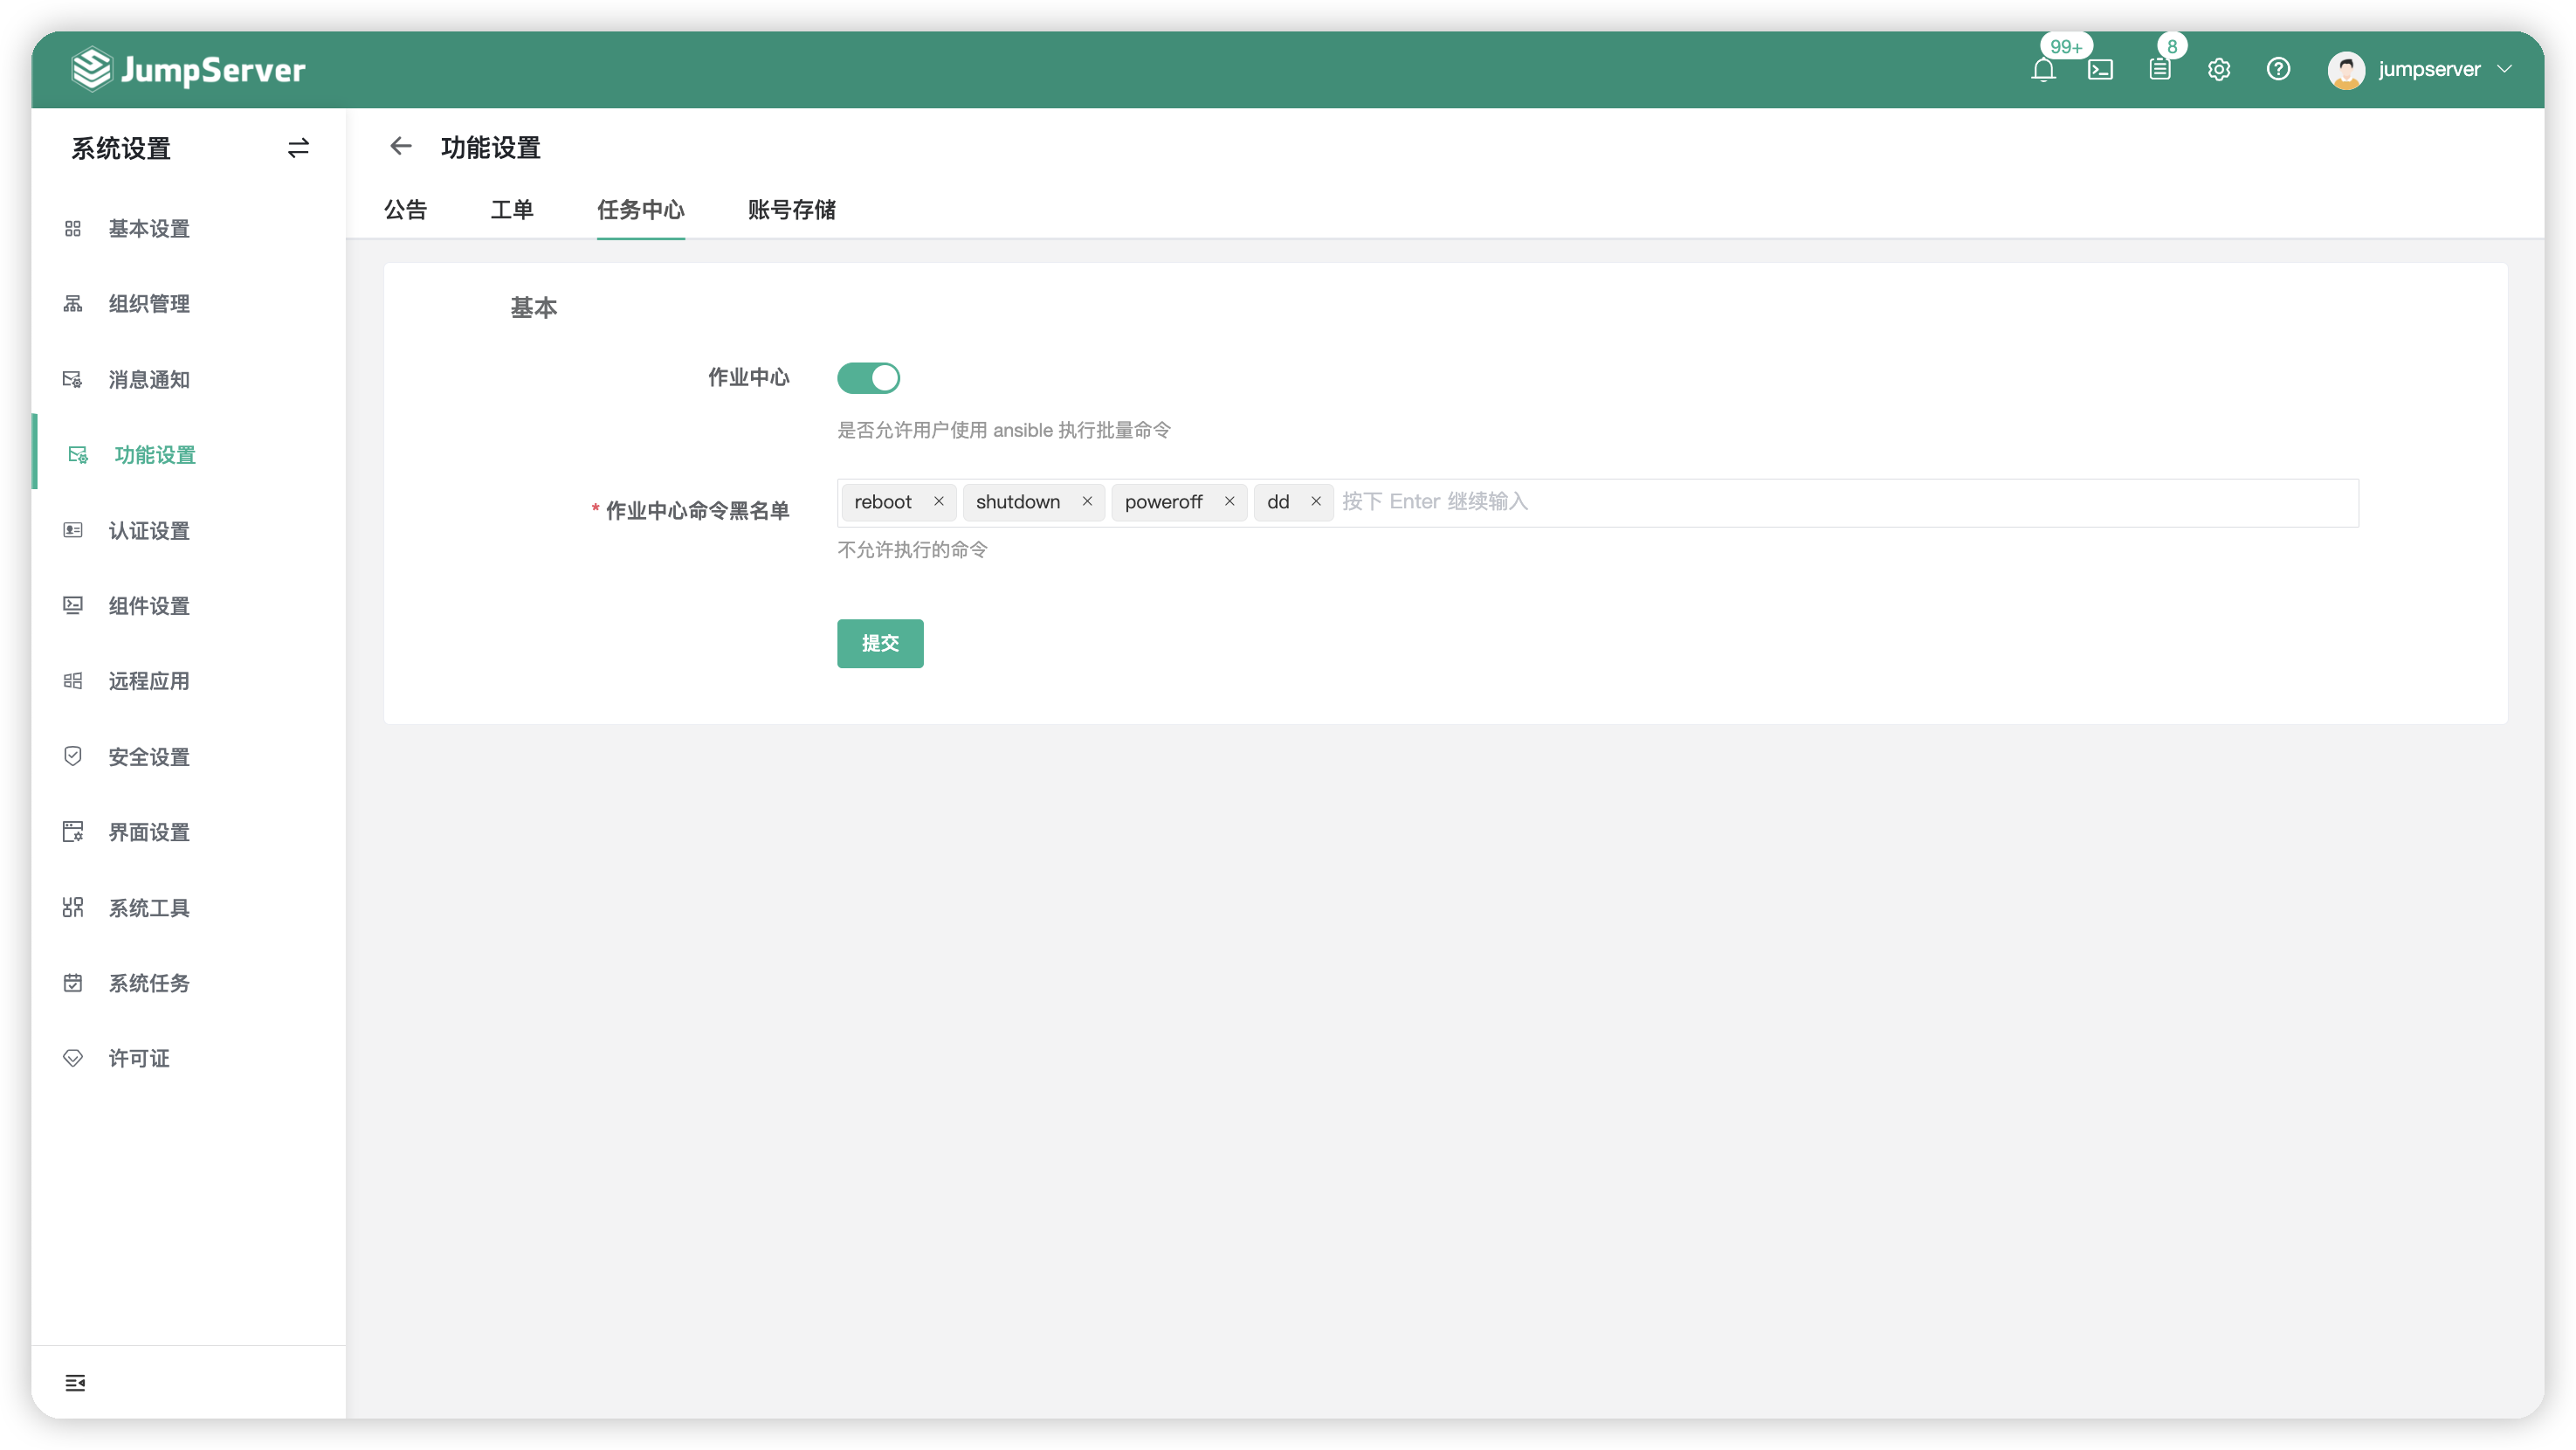 JumpServer
99+
8
jumpserver
系统设置
基本设置
组织管理
消息通知
功能设置
认证设置
组件设置
远程应用
安全设置
界面设置
系统工具
系统任务
许可证
功能设置
公告 工单 任务中心 账号存储
基本
作业中心
是否允许用户使用 ansible 执行批量命令
* 作业中心命令黑名单 reboot × shutdown × poweroff × dd × 按下 Enter 继续输入
不允许执行的命令
提交